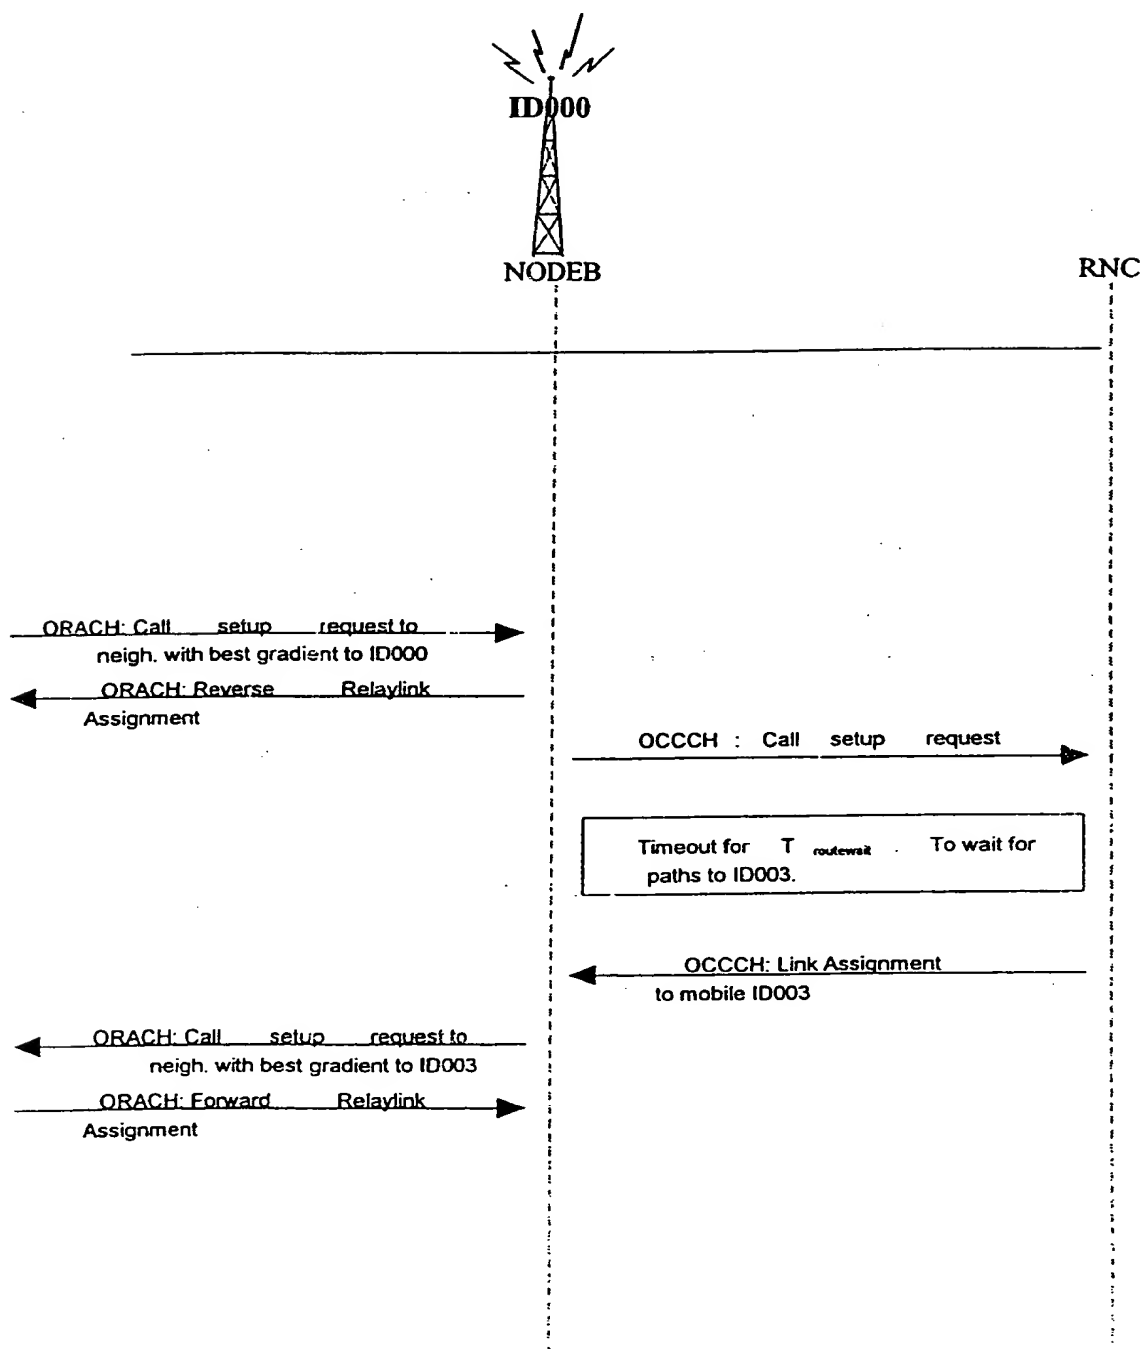 ID000
NODEB
RNC
ORACH: Call setup request to
neigh. with best gradient to ID000
ORACH: Reverse Relaylink
Assignment
OCCCH : Call setup request
Timeout for T routewait . To wait for
paths to ID003.
OCCCH: Link Assignment
to mobile ID003
ORACH: Call setup request to
neigh. with best gradient to ID003
ORACH: Forward Relaylink
Assignment